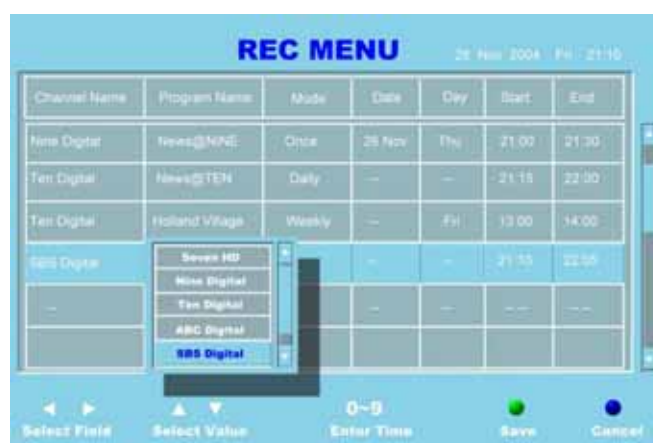 REC MENU
26 Nov 2004 Fri 21:10
Channel Name Program Name Mode Date Day Start End
Nine Digital News@NINE Once 26 Nov Thu 21:00 21:30
Ten Digital News@TEN Daily -- -- 21:15 22:00
Ten Digital Holland Village Weekly -- Fri 13:00 14:00
SBS Digital -- -- 22:05
-- -- -- -- -- -- --
Seven HD
Nine Digital
Ten Digital
ABC Digital
SBS Digital
Select Field Select Value 0~9 Enter Time Save Cancel